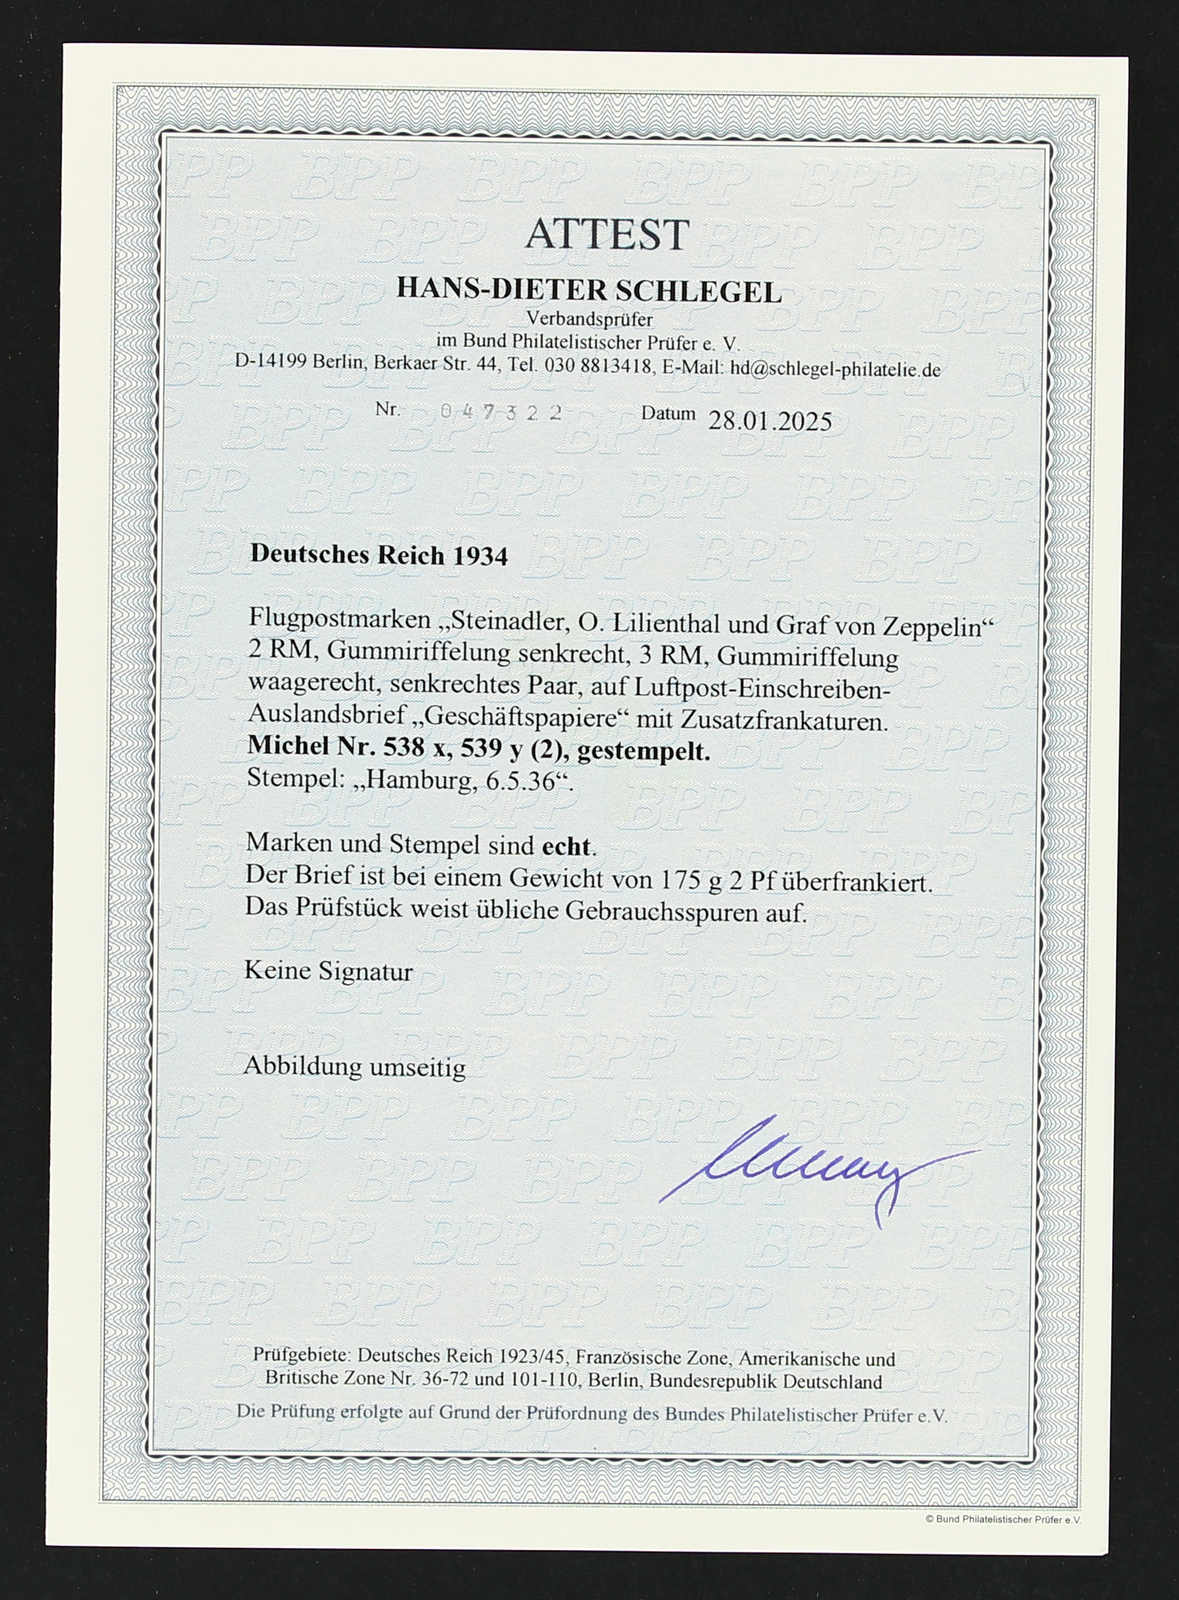 ATTEST
HANS-DIETER SCHLEGEL
Verbandsprüfer
im Bund Philatelistischer Prüfer e. V.
D-14199 Berlin, Berkaer Str. 44, Tel. 030 8813418, E-Mail: hd@schlegel-philatelie.de
Nr. 047322 Datum 28.01.2025
Deutsches Reich 1934
Flugpostmarken „Steinadler, O. Lilienthal und Graf von Zeppelin“
2 RM, Gummiriffelung senkrecht, 3 RM, Gummiriffelung
waagerecht, senkrechtes Paar, auf Luftpost-Einschreiben-
Auslandsbrief „Geschäftspapiere“ mit Zusatzfrankaturen.
Michel Nr. 538 x, 539 y (2), gestempelt.
Stempel: „Hamburg, 6.5.36“.
Marken und Stempel sind echt.
Der Brief ist bei einem Gewicht von 175 g 2 Pf überfrankiert.
Das Prüfstück weist übliche Gebrauchsspuren auf.
Keine Signatur
Abbildung umseitig
Prüfgebiete: Deutsches Reich 1923/45, Französische Zone, Amerikanische und
Britische Zone Nr. 36-72 und 101-110, Berlin, Bundesrepublik Deutschland
Die Prüfung erfolgte auf Grund der Prüfordnung des Bundes Philatelistischer Prüfer e.V.
© Bund Philatelistischer Prüfer e.V.